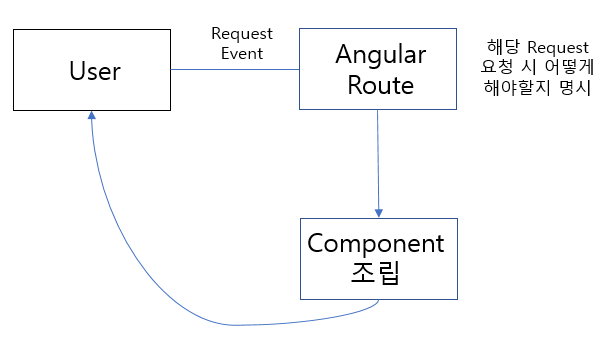 User
Request
Event
Angular
Route
해당 Request
요청 시 어떻게
해야할지 명시
Component
조립